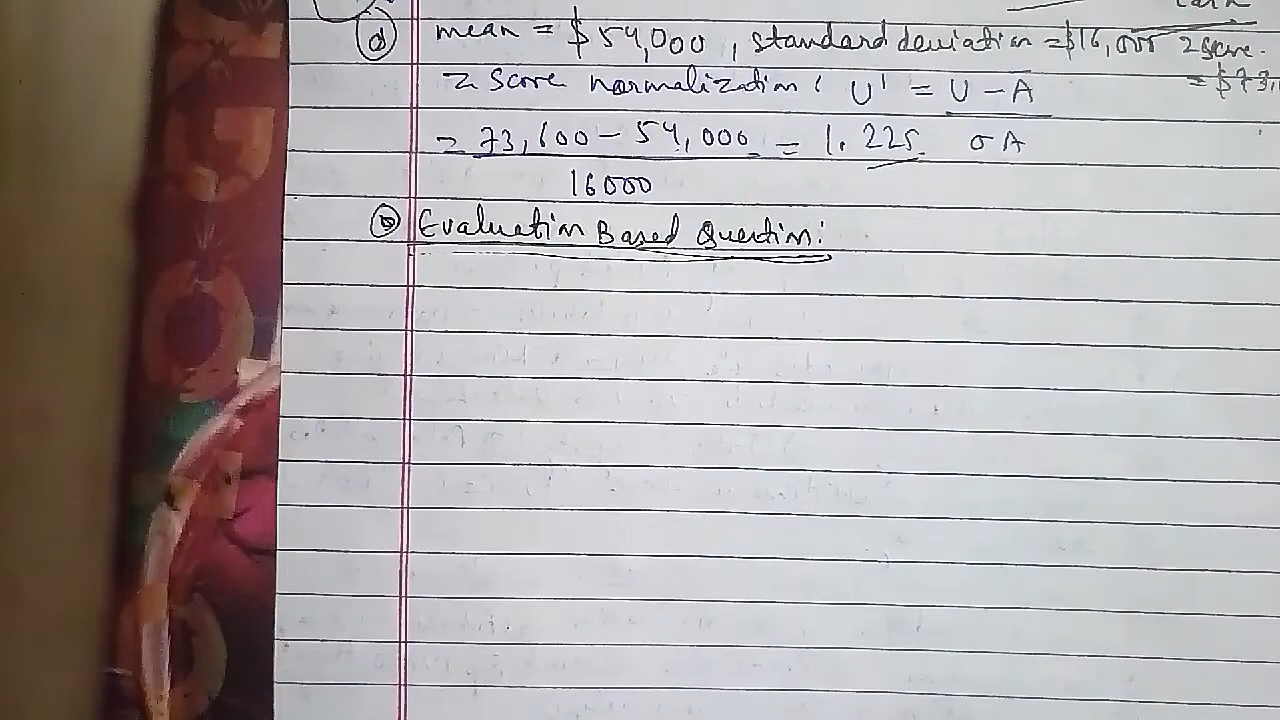 d mean = $54,000, standard deviation = $16,000 z score.
z score normalization: U' = U - A = $73,
= 73,600 - 54,000 = 1.225 σA
16000
Evaluation Based Question: